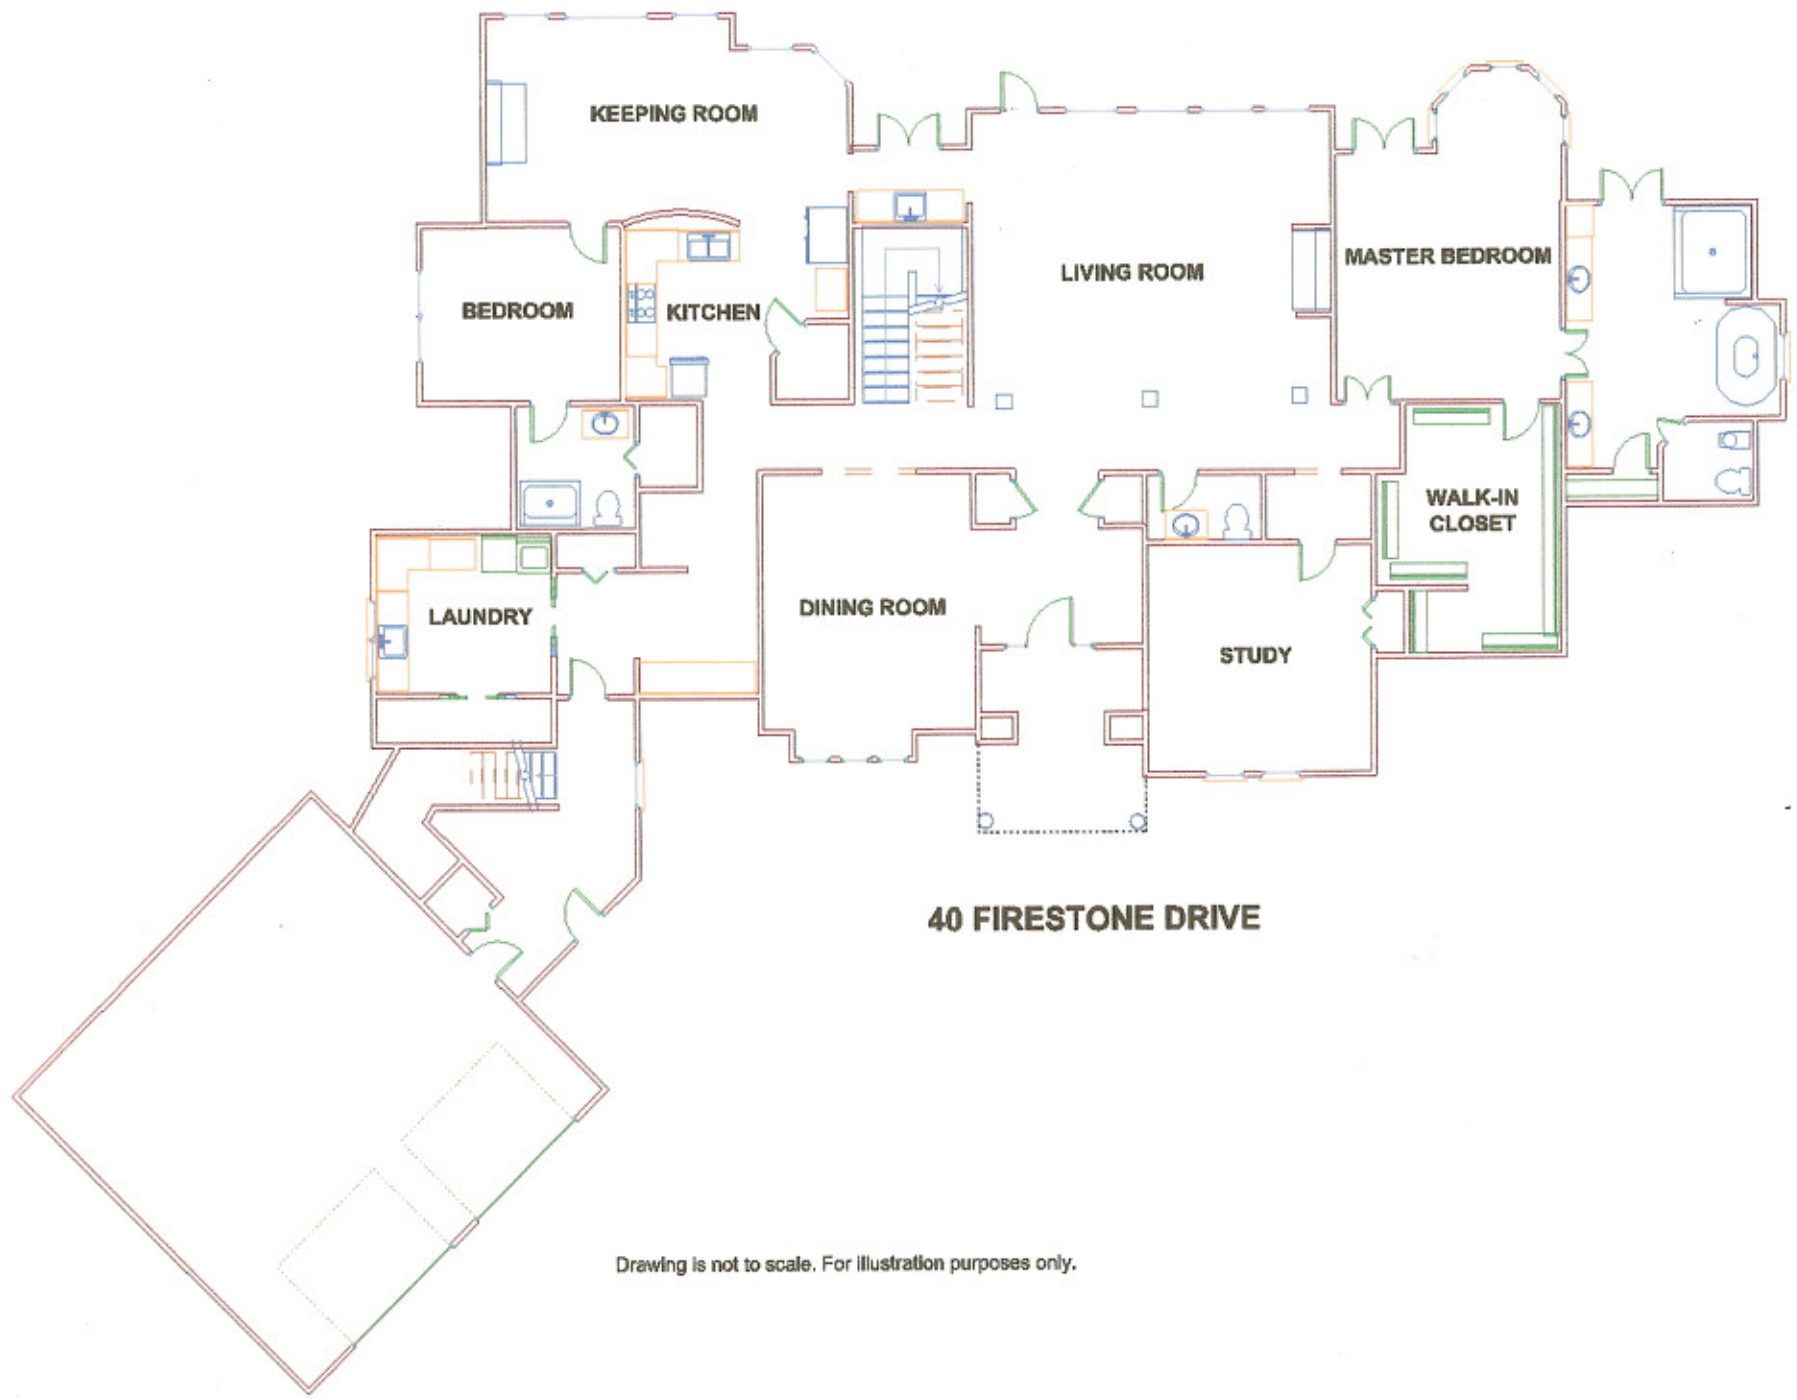 KEEPING ROOM
MASTER BEDROOM
LIVING ROOM
BEDROOM
KITCHEN
WALK-IN
CLOSET
DINING ROOM
LAUNDRY
STUDY
40 FIRESTONE DRIVE
Drawing is not to scale. For illustration purposes only.